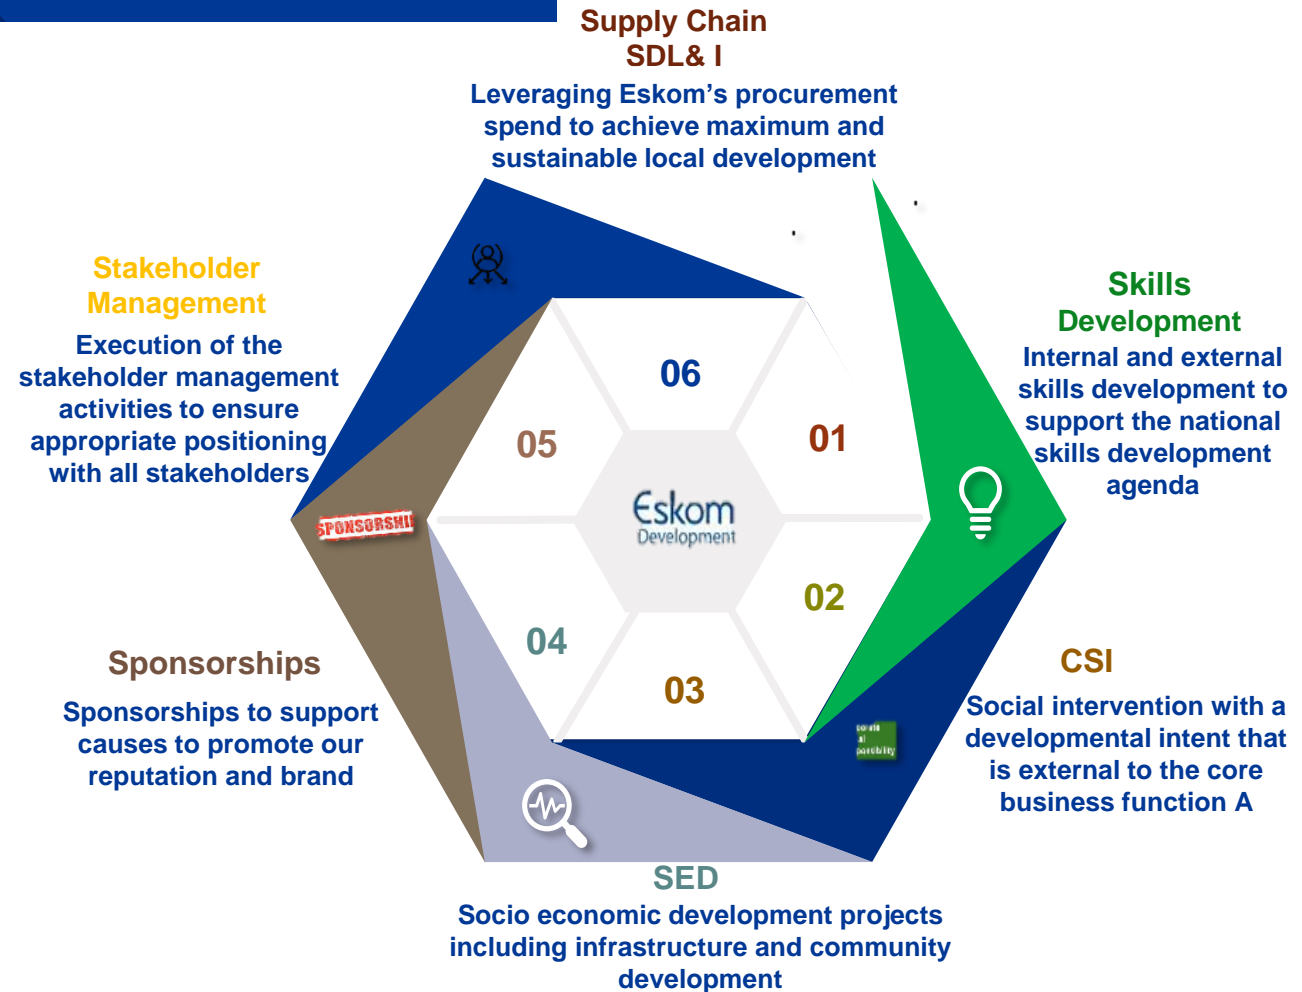 Supply Chain
SDL& I
Leveraging Eskom's procurement
spend to achieve maximum and
sustainable local development
Stakeholder
Management
Execution of the
stakeholder management
activities to ensure
appropriate positioning
with all stakeholders
Skills
Development
Internal and external
skills development to
support the national
skills development
agenda
06
05
01
Eskom
Development
SPONSORSHI
02
04
03
Sponsorships
Sponsorships to support
causes to promote our
reputation and brand
CSI
Social intervention with a
developmental intent that
is external to the core
business function A
SED
Socio economic development projects
including infrastructure and community
development